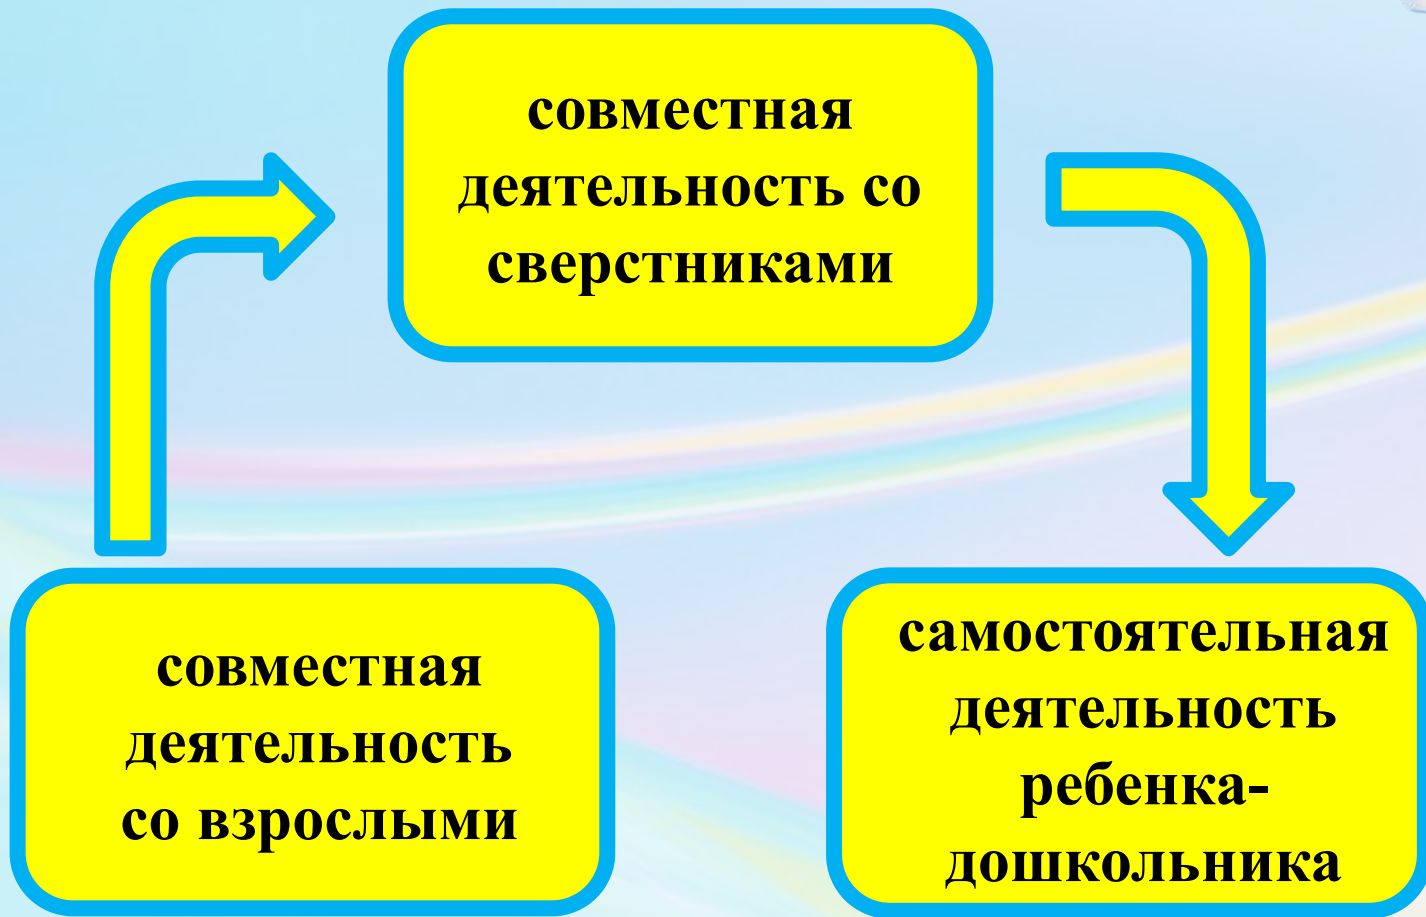 совместная
деятельность со
сверстниками
совместная
деятельность
со взрослыми
самостоятельная
деятельность
ребенка-
дошкольника